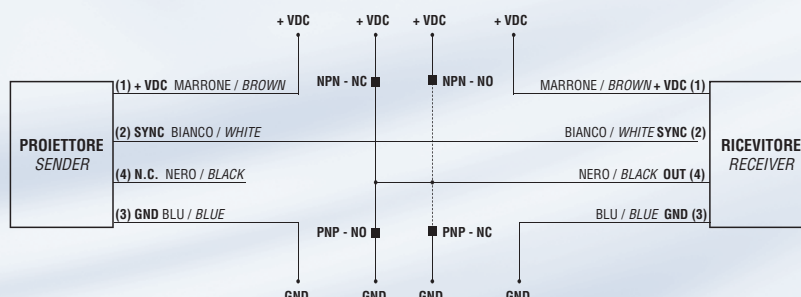 + VDC + VDC + VDC + VDC
(1) + VDC MARRONE / BROWN NPN - NC NPN - NO MARRONE / BROWN + VDC (1)
(2) SYNC BIANCO / WHITE BIANCO / WHITE SYNC (2)
PROIETTORE RICEVITORE
SENDER RECEIVER
(4) N.C. NERO / BLACK NERO / BLACK OUT (4)
(3) GND BLU / BLUE BLU / BLUE GND (3)
PNP - NO PNP - NC
GND GND GND GND